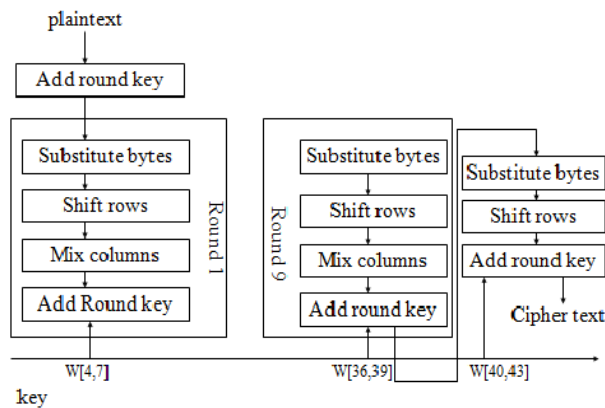 plaintext
Add round key
Substitute bytes
Shift rows
Mix columns
Add Round key
Round 1
Substitute bytes
Shift rows
Mix columns
Add round key
Round 9
Substitute bytes
Shift rows
Add round key
Cipher text
W[4,7]
W[36,39]
W[40,43]
key